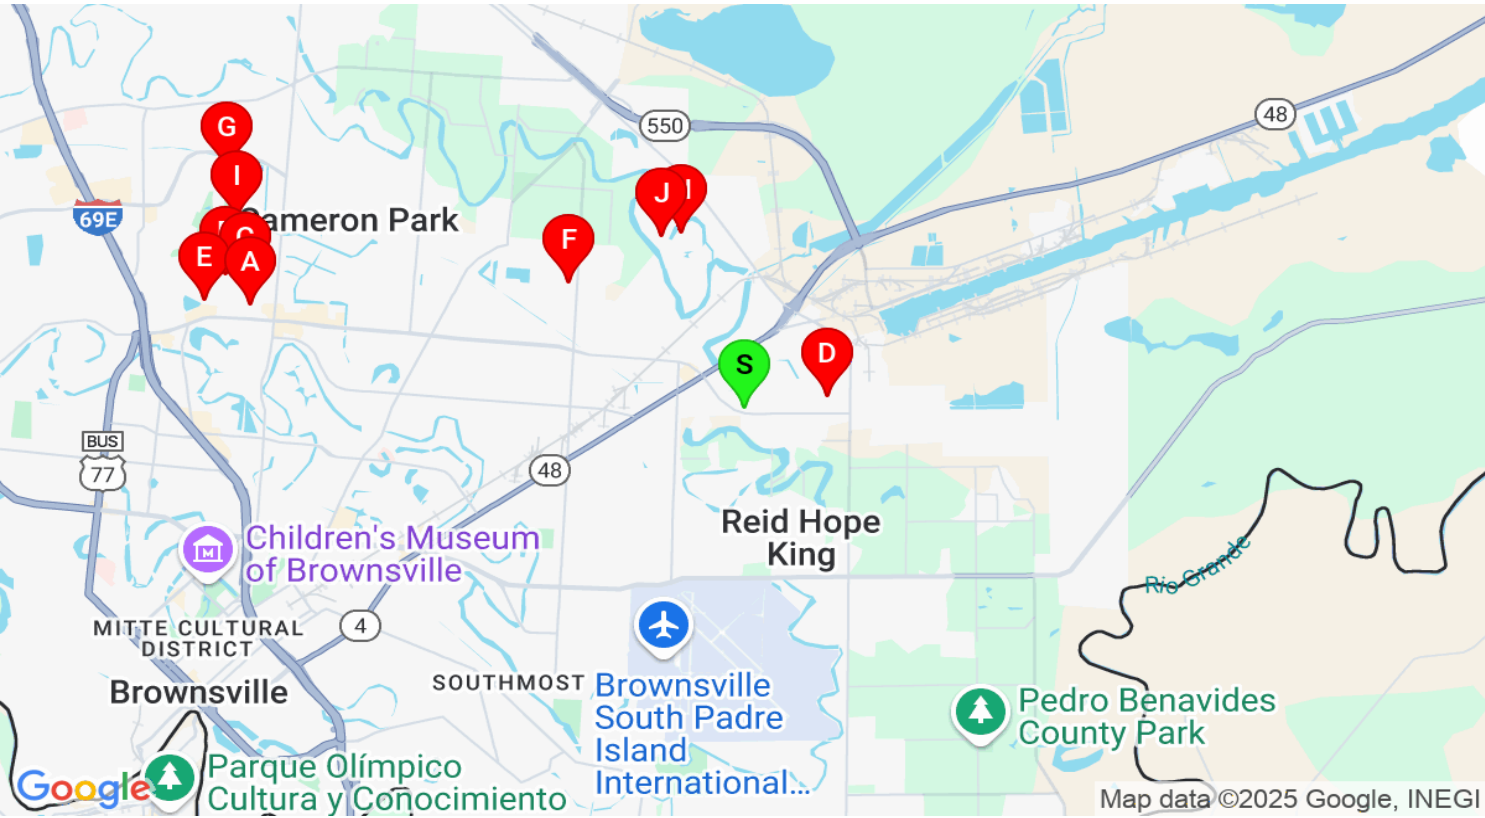 550
48
G
I
J
69E
Cameron Park
F
E
A
D
S
BUS
77
48
Reid Hope
King
Children's Museum
of Brownsville
Rio Grande
4
MITTE CULTURAL
DISTRICT
SOUTHMOST
Brownsville
Brownsville
South Padre
Island
International...
Pedro Benavides
County Park
Parque Olímpico
Cultura y Conocimiento
Google
Map data ©2025 Google, INEGI